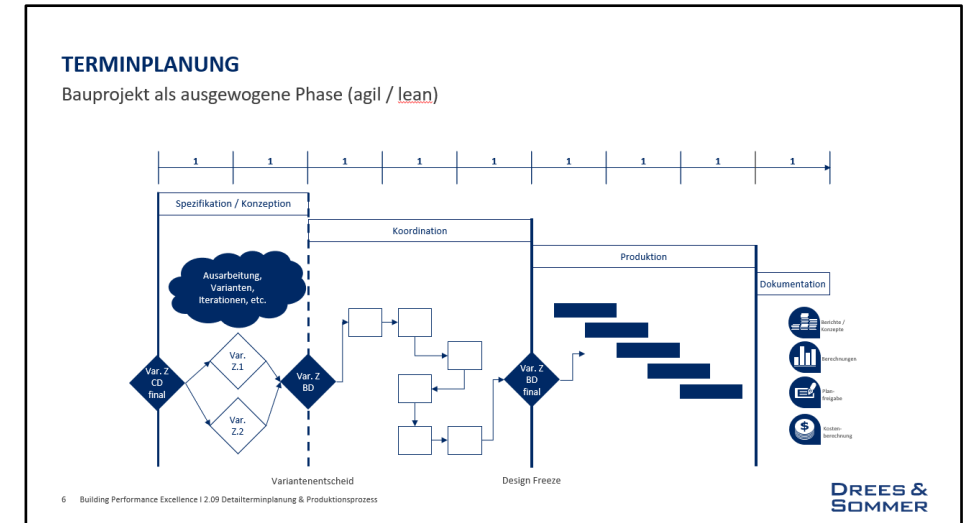 TERMINPLANUNG
Bauprojekt als ausgewogene Phase (agil / lean)
1 1 1 1 1 1 1 1 1
Spezifikation / Konzeption
Koordination
Produktion
Dokumentation
Ausarbeitung,
Varianten,
Iterationen, etc.
Var. Z
CD
final
Var.
Z.1
Var.
Z.2
Var. Z
BD
Var. Z
BD
final
Berichte /
Konzepte
Berechnungen
Plan-
freigabe
$
Kosten-
berechnung
Variantenentscheid
Design Freeze
6 Building Performance Excellence I 2.09 Detailterminplanung & Produktionsprozess
DREES &
SOMMER